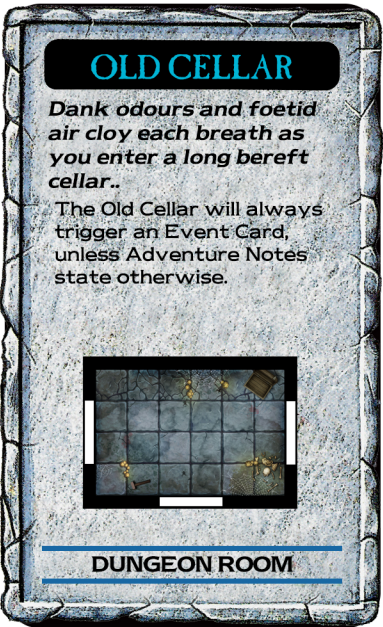 OLD CELLAR
Dank odours and foetid
air cloy each breath as
you enter a long bereft
cellar..
The Old Cellar will always
trigger an Event Card,
unless Adventure Notes
state otherwise.
DUNGEON ROOM